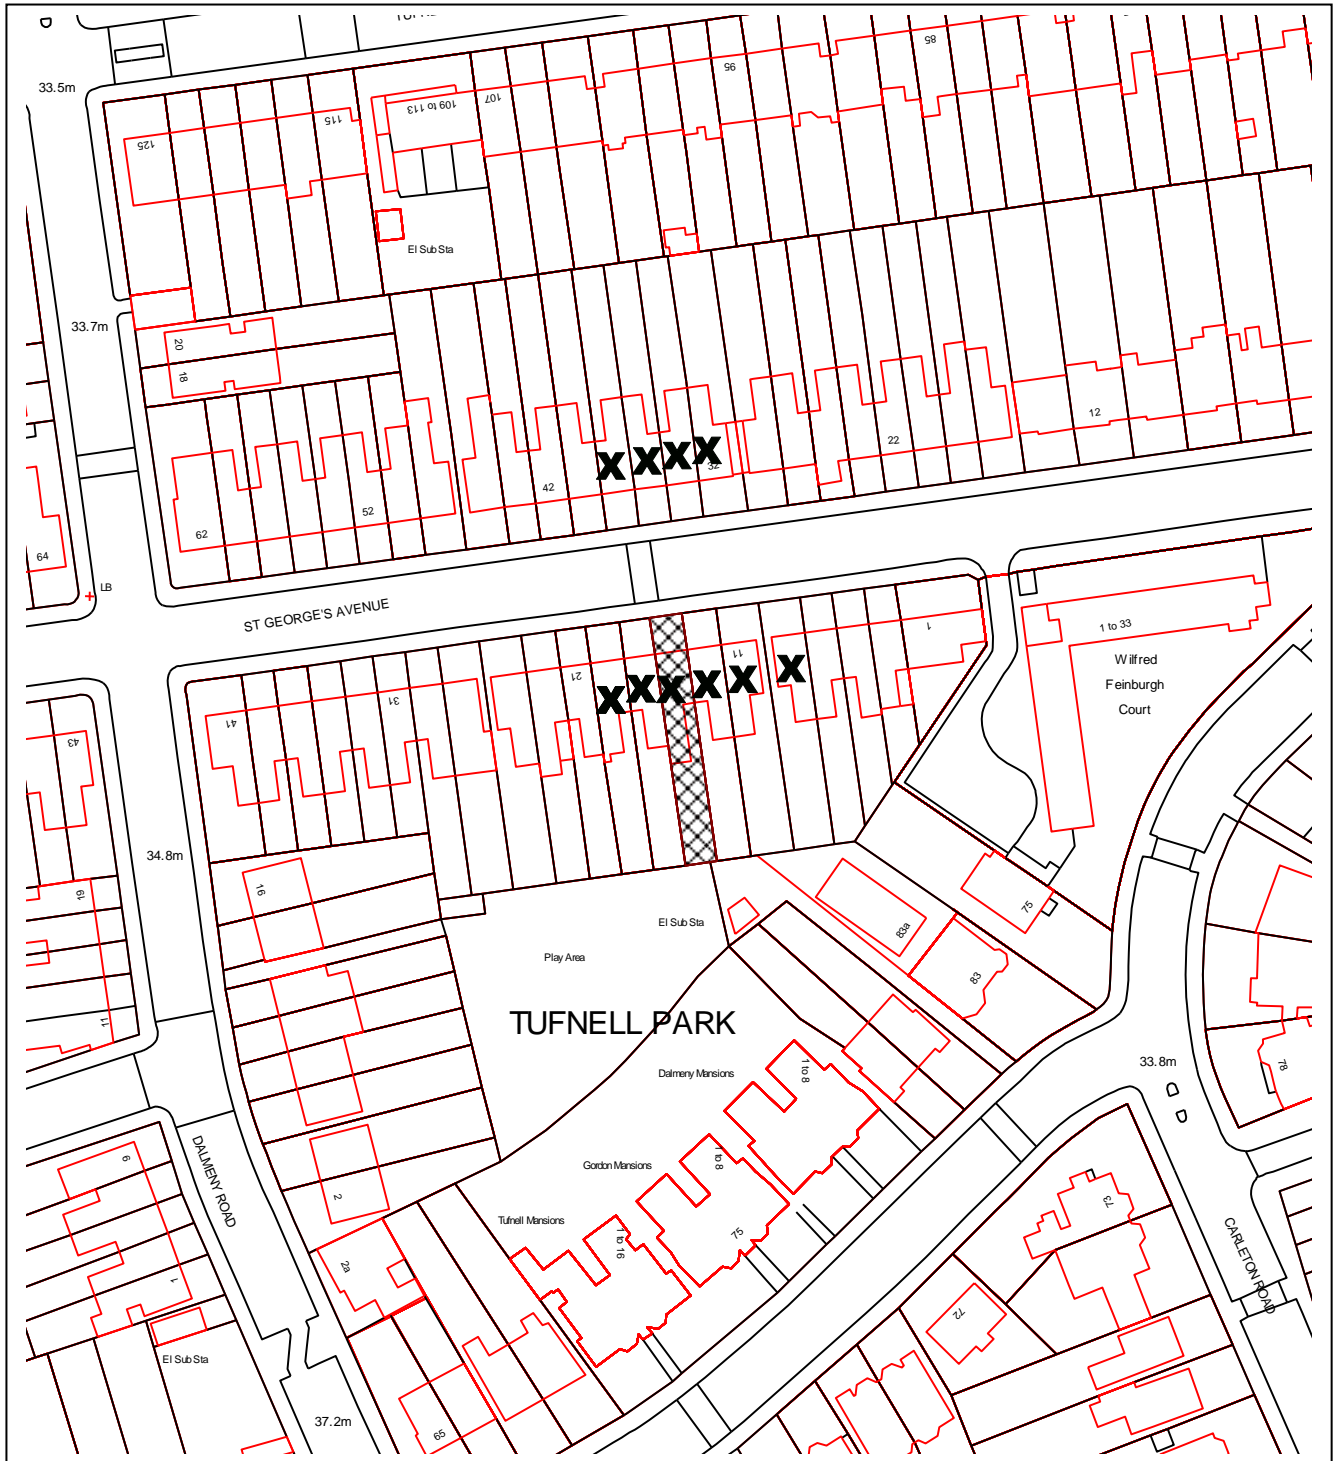 33.5m
85
95
107
109 to 113
115
125
El Sub Sta
33.7m
20
18
12
22
32
42
52
62
64
X X X X
LB
ST GEORGE'S AVENUE
1 to 33
Wilfred
Feinburgh
Court
1
11
21
31
41
43
X X X X X X
34.8m
16
19
11
75
83a
83
El Sub Sta
Play Area
TUFNELL PARK
Dalmeny Mansions
1 to 8
33.8m
78
Gordon Mansions
1 to 8
Tufnell Mansions
1 to 16
75
DALMENY ROAD
9
1
2
2a
73
72
CARLETON ROAD
El Sub Sta
37.2m
65